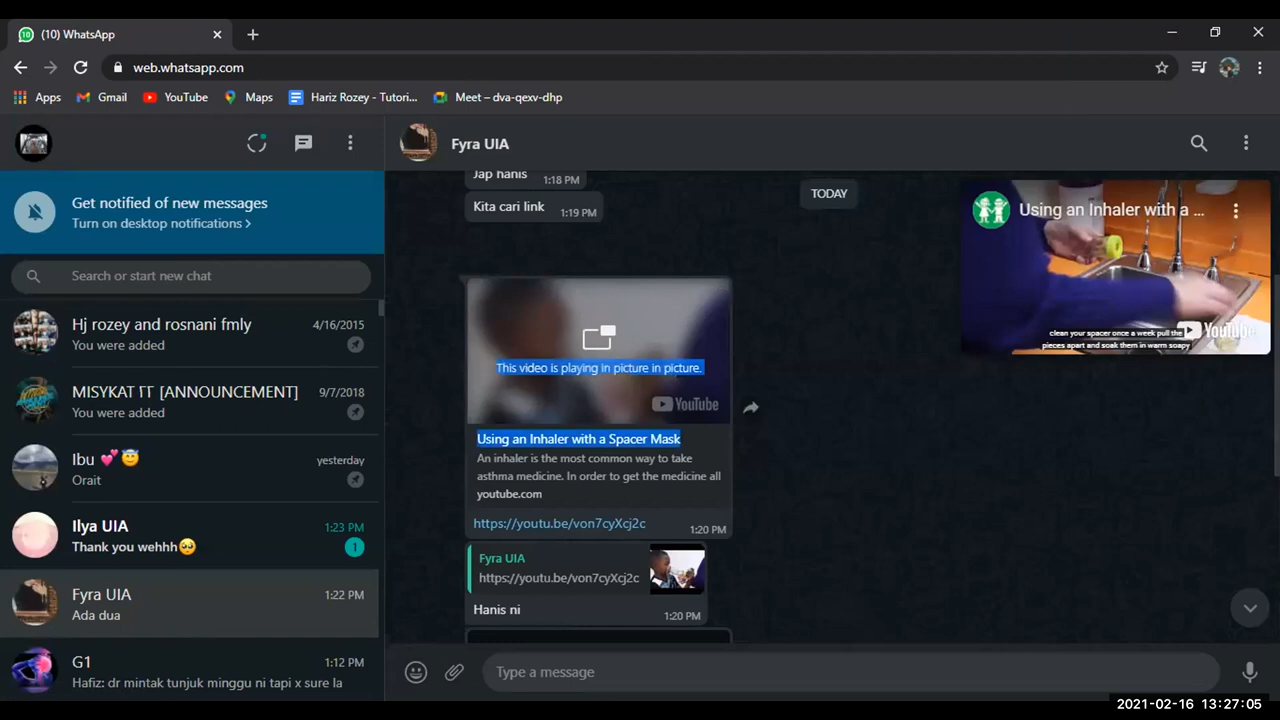 (10) WhatsApp
web.whatsapp.com
Apps
Gmail
YouTube
Maps
Hariz Rozey - Tutori...
Meet – dva-qexv-dhp
Get notified of new messages
Turn on desktop notifications >
Search or start new chat
Hj rozey and rosnani fmly
4/16/2015
You were added
MISYKAT ꚌꚌ [ANNOUNCEMENT]
9/7/2018
You were added
Ibu 💕😇
yesterday
Orait
Ilya UIA
1:23 PM
Thank you wehhh🥺
1
Fyra UIA
1:22 PM
Ada dua
G1
1:12 PM
Hafiz: dr mintak tunjuk minggu ni tapi x sure la
Fyra UIA
Jap hanis
1:18 PM
TODAY
Kita cari link
1:19 PM
This video is playing in picture in picture.
YouTube
Using an Inhaler with a Spacer Mask
An inhaler is the most common way to take
asthma medicine. In order to get the medicine all
youtube.com
https://youtu.be/von7cyXcj2c
1:20 PM
Fyra UIA
https://youtu.be/von7cyXcj2c
Hanis ni
1:20 PM
Type a message
Using an Inhaler with a ...
clean your spacer once a week pull the
pieces apart and soak them in warm soapy
YouTube
2021-02-16 13:27:05